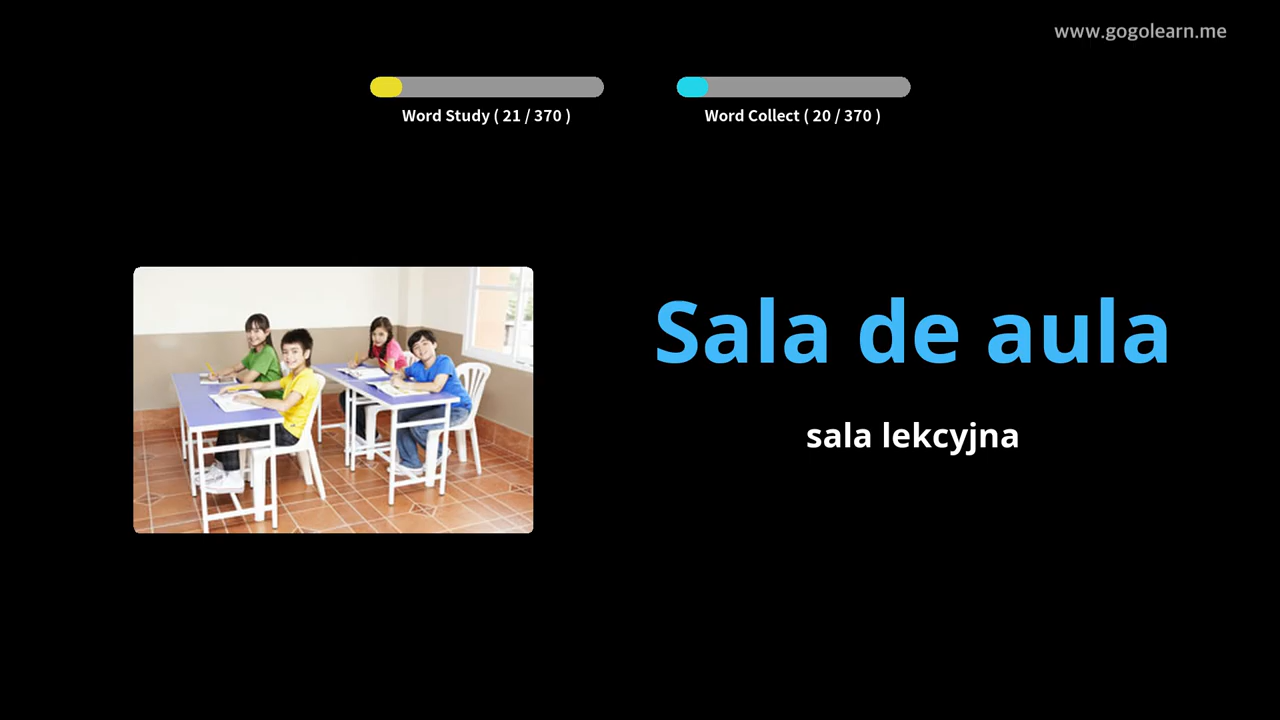 www.gogolearn.me
Word Study ( 21 / 370 )
Word Collect ( 20 / 370 )
Sala de aula
sala lekcyjna